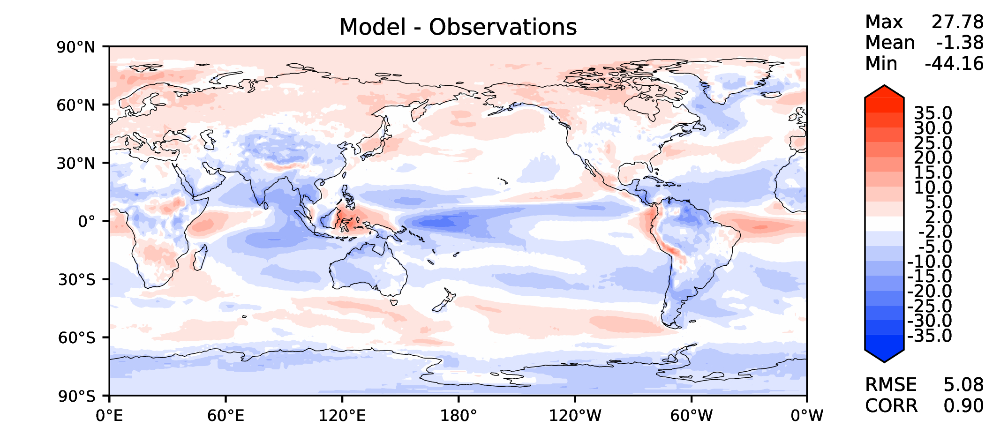 Model - Observations
Max 27.78
Mean -1.38
Min -44.16
90°N
60°N
30°N
0°
30°S
60°S
90°S
0°E 60°E 120°E 180° 120°W 60°W 0°W
35.0
30.0
25.0
20.0
15.0
10.0
5.0
2.0
-2.0
-5.0
-10.0
-15.0
-20.0
-25.0
-30.0
-35.0
RMSE 5.08
CORR 0.90